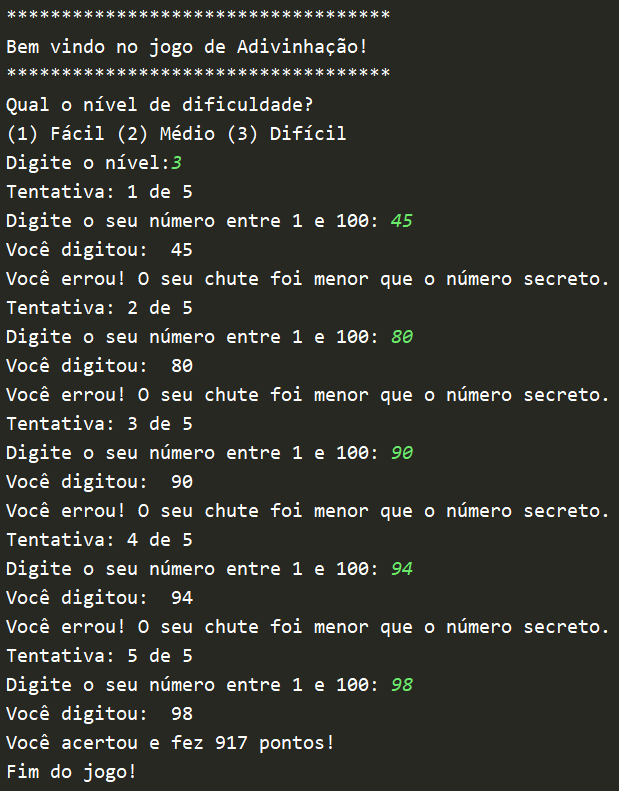 ***********************************
Bem vindo no jogo de Adivinhação!
***********************************
Qual o nível de dificuldade?
(1) Fácil (2) Médio (3) Difícil
Digite o nível:3
Tentativa: 1 de 5
Digite o seu número entre 1 e 100: 45
Você digitou:  45
Você errou! O seu chute foi menor que o número secreto.
Tentativa: 2 de 5
Digite o seu número entre 1 e 100: 80
Você digitou:  80
Você errou! O seu chute foi menor que o número secreto.
Tentativa: 3 de 5
Digite o seu número entre 1 e 100: 90
Você digitou:  90
Você errou! O seu chute foi menor que o número secreto.
Tentativa: 4 de 5
Digite o seu número entre 1 e 100: 94
Você digitou:  94
Você errou! O seu chute foi menor que o número secreto.
Tentativa: 5 de 5
Digite o seu número entre 1 e 100: 98
Você digitou:  98
Você acertou e fez 917 pontos!
Fim do jogo!